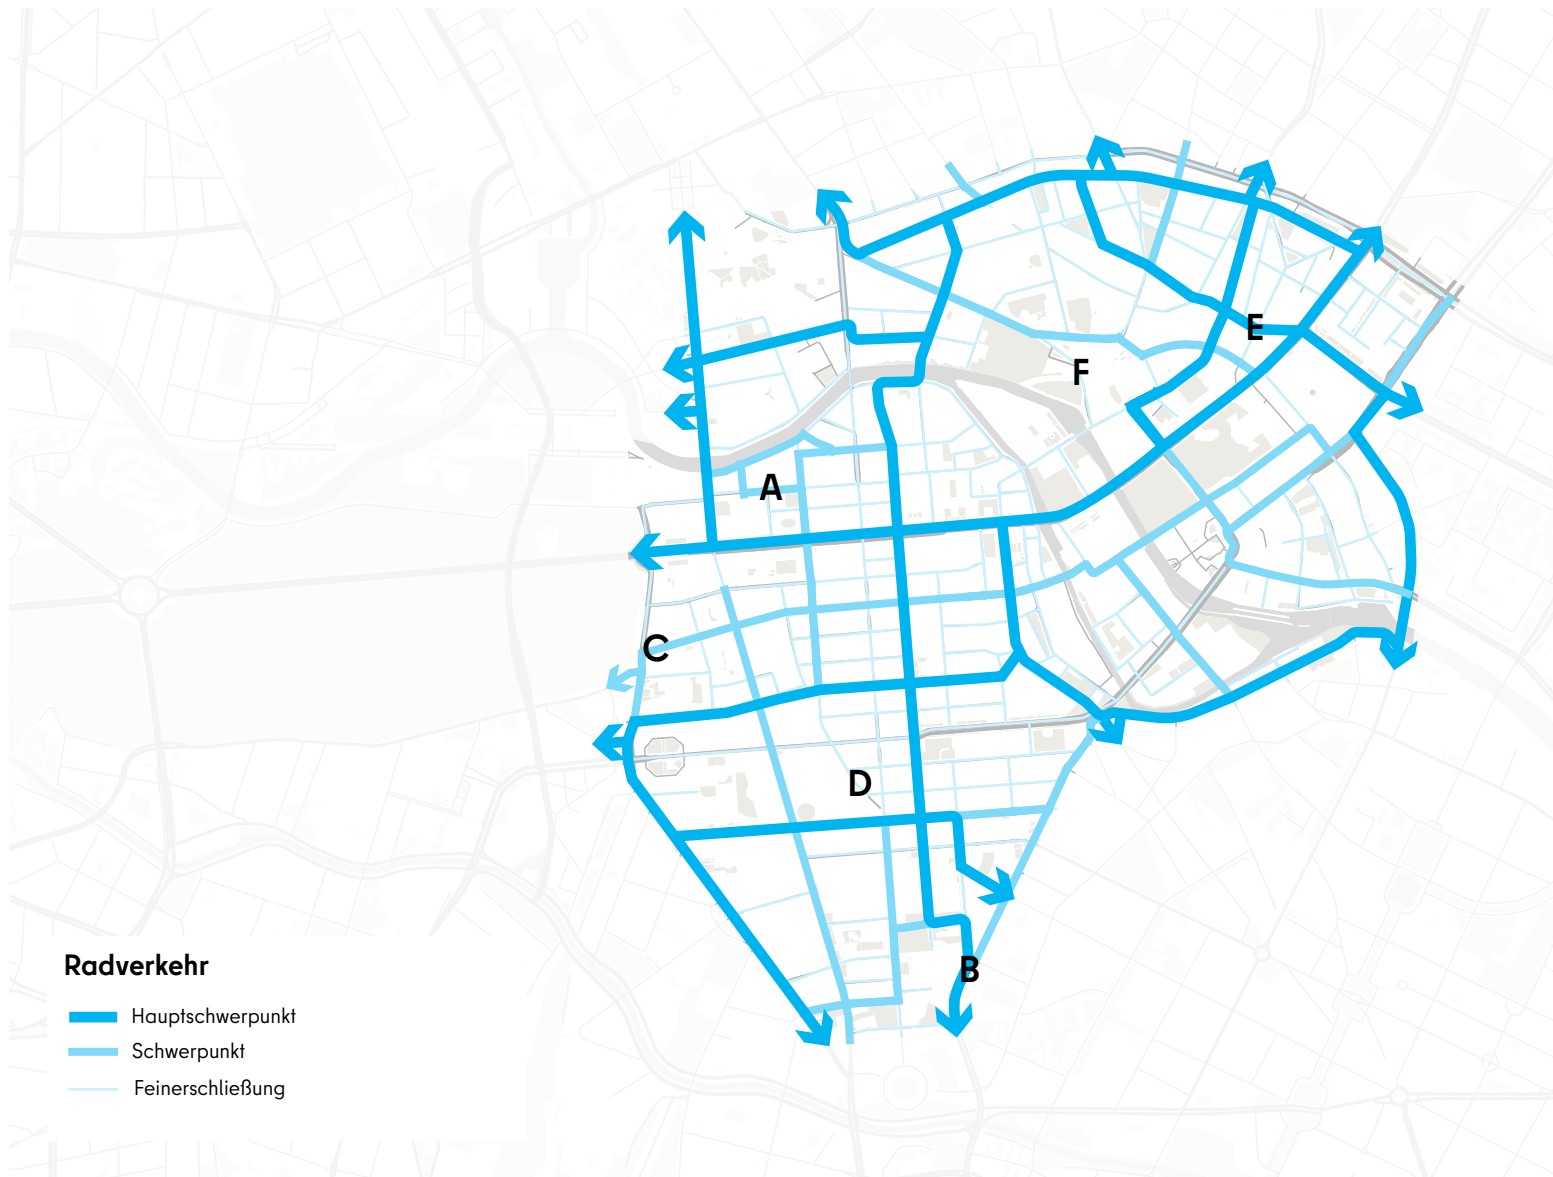 E
F
A
C
D
B
Radverkehr
Hauptschwerpunkt
Schwerpunkt
Feinerschließung